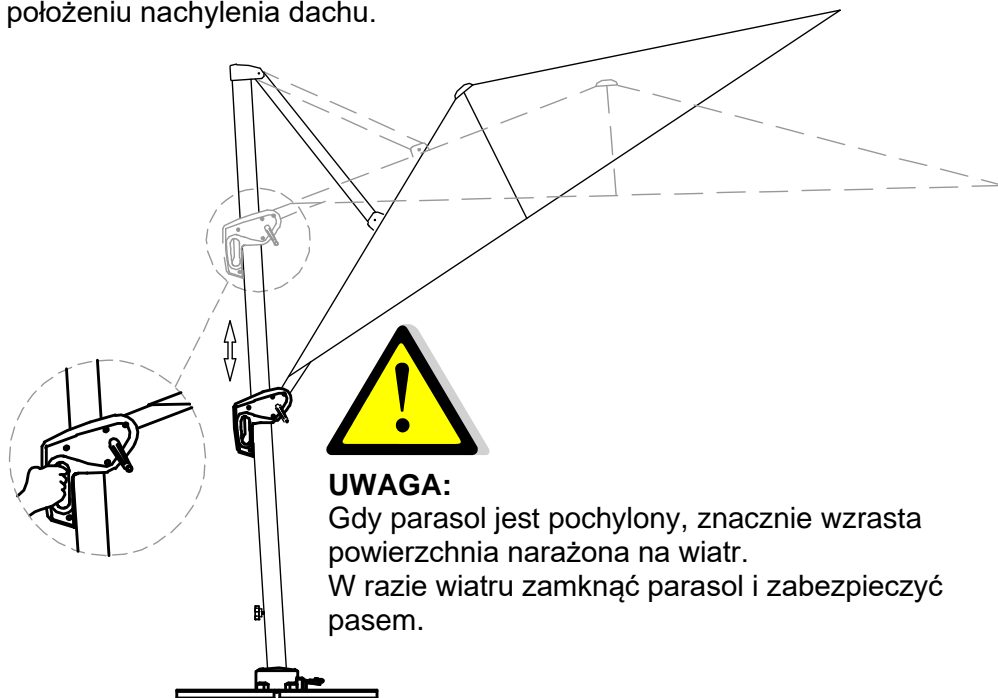 położeniu nachylenia dachu.
UWAGA:
Gdy parasol jest pochylony, znacznie wzrasta
powierzchnia narażona na wiatr.
W razie wiatru zamknąć parasol i zabezpieczyć
pasem.